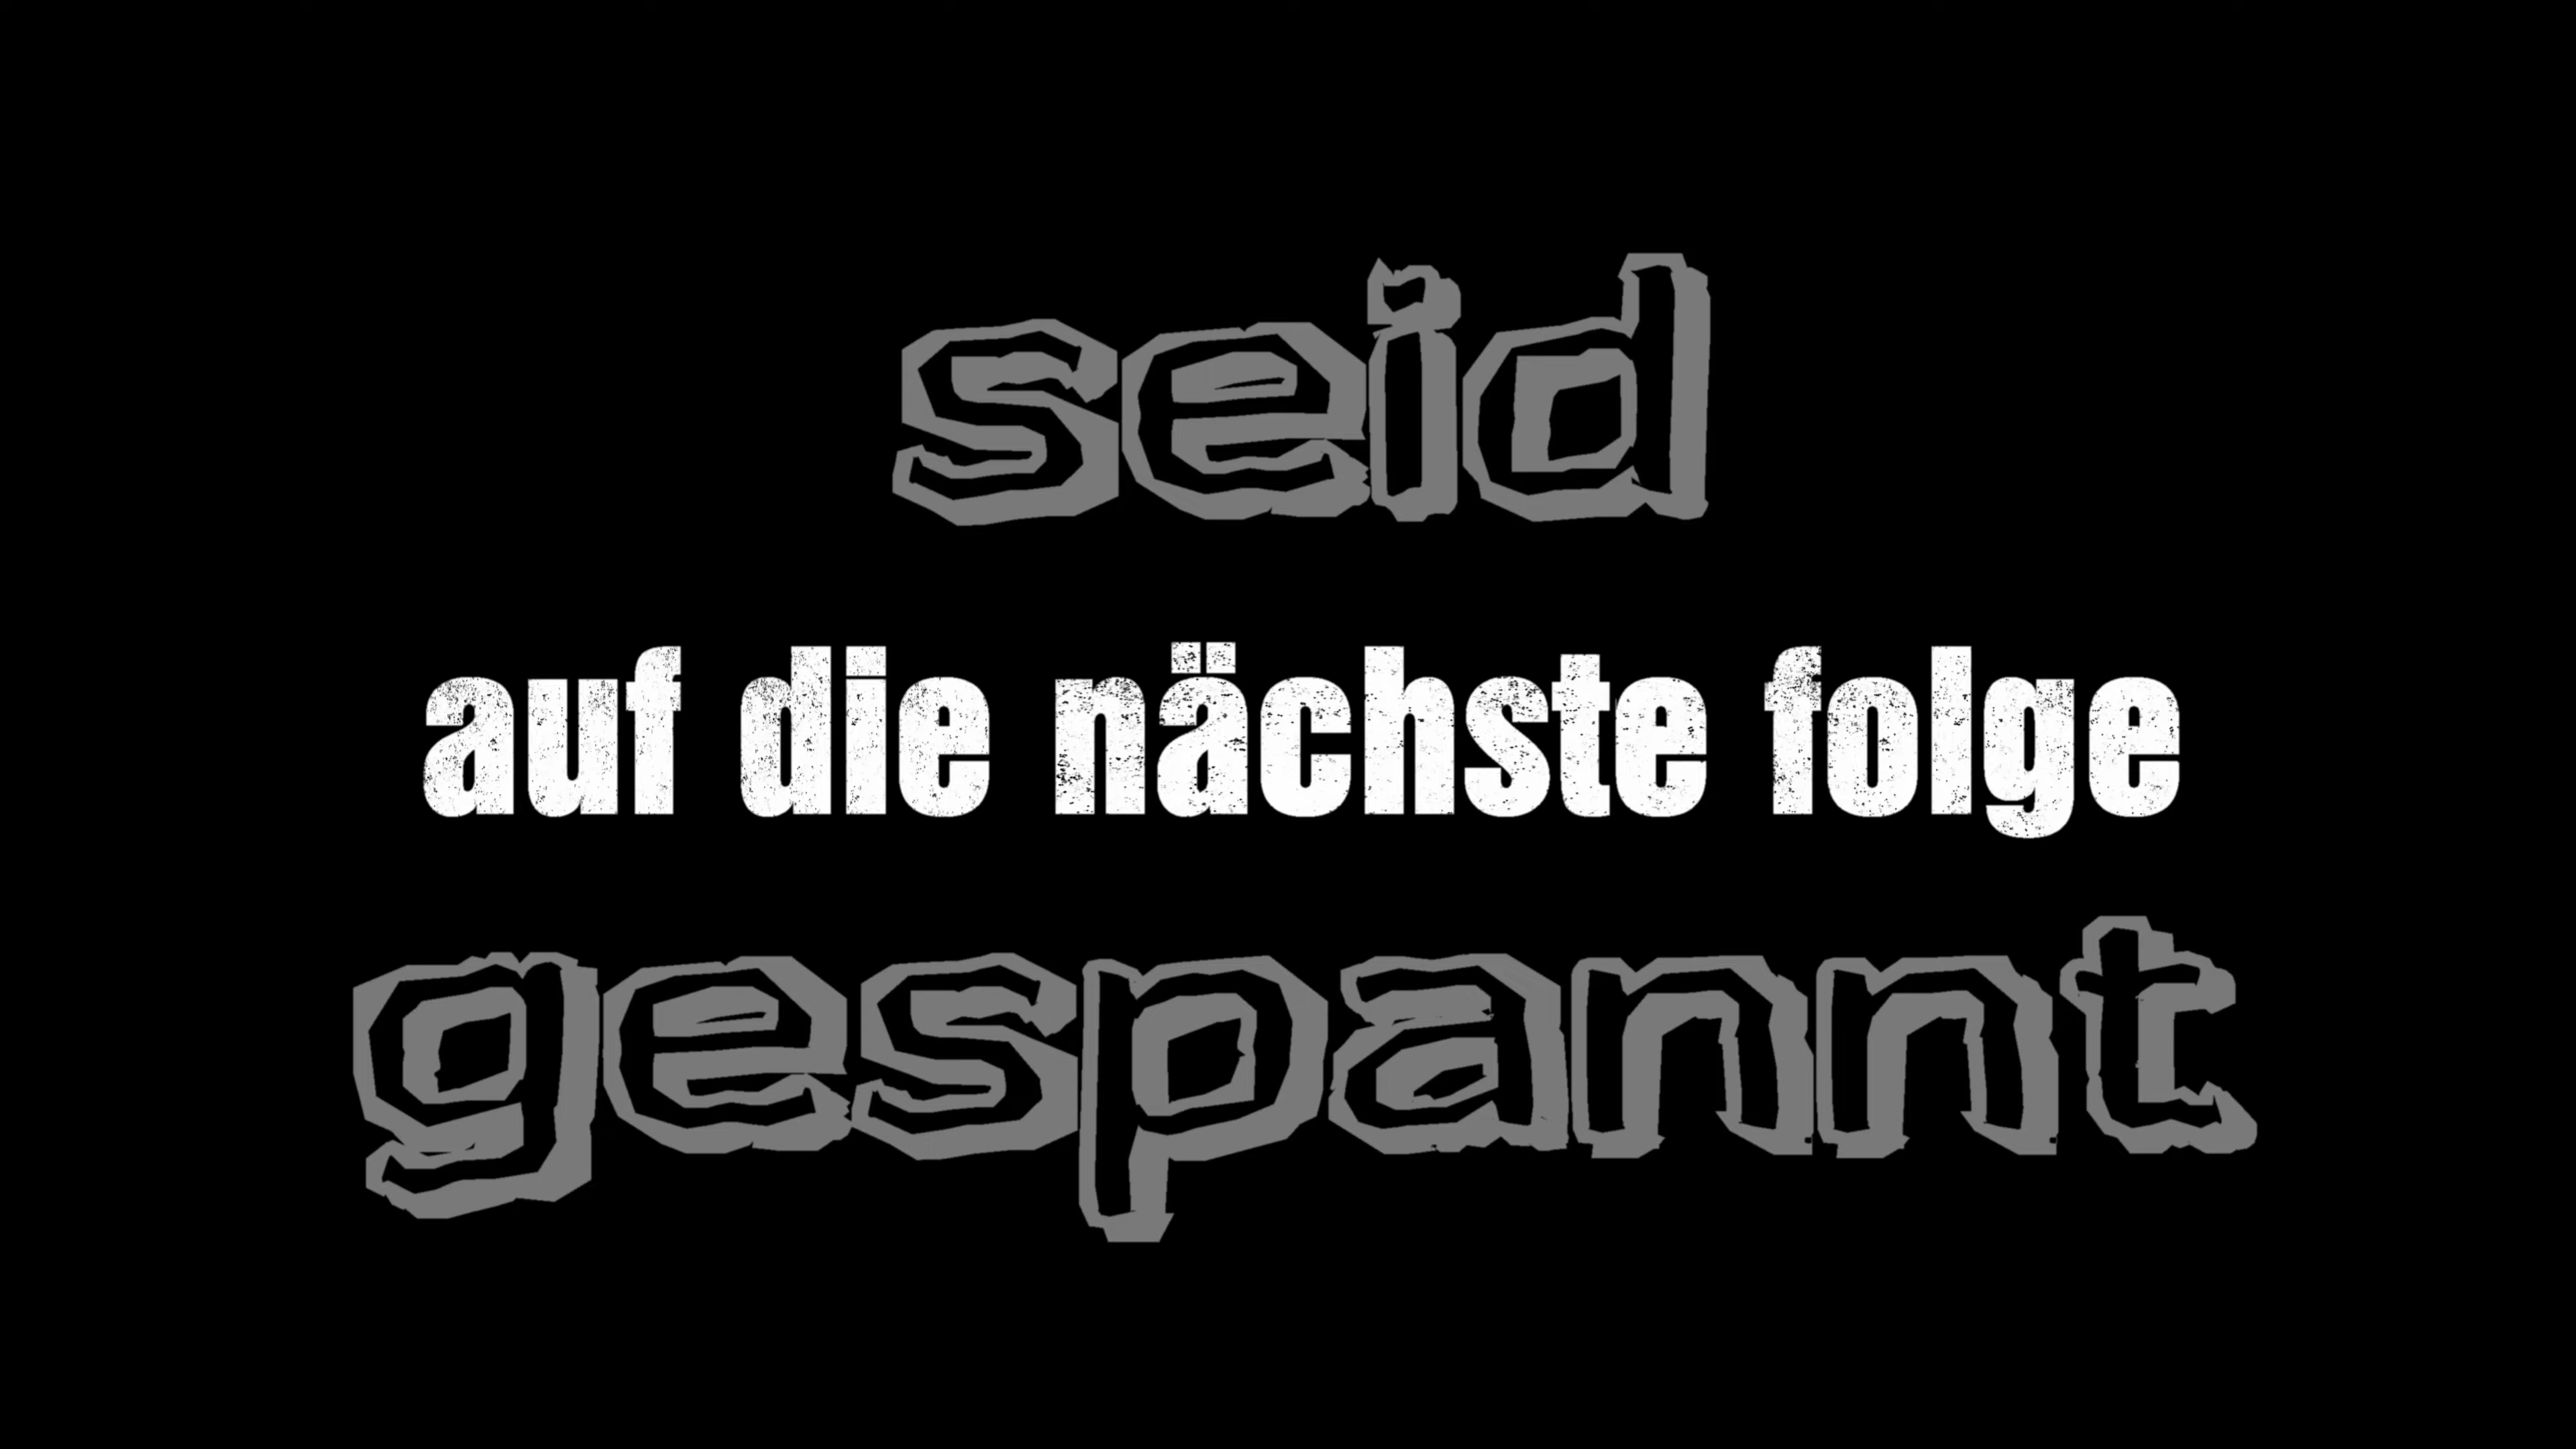 seid
auf die nächste folge
gespannt